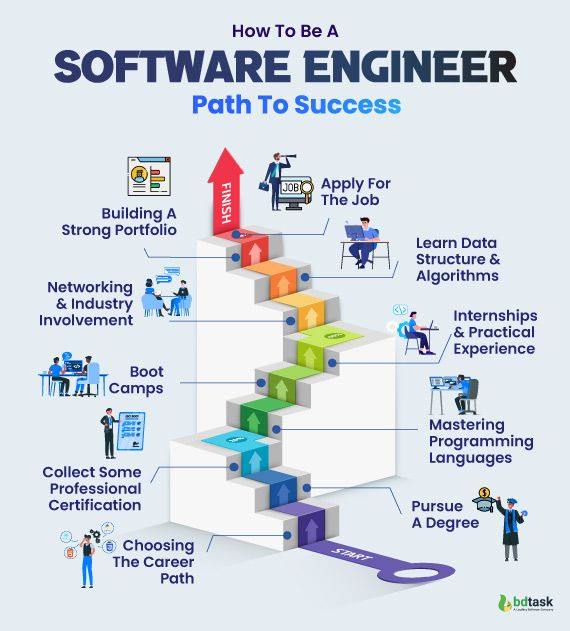 How To Be A
SOFTWARE ENGINEER
Path To Success
FINISH
JOB
Apply For
The Job
Building A
Strong Portfolio
Learn Data
Structure &
Algorithms
Networking
& Industry
Involvement
Internships
& Practical
Experience
Boot
Camps
Mastering
Programming
Languages
Collect Some
Professional
Certification
Pursue
A Degree
Choosing
The Career
Path
START
bdtask
A Leading Software Company